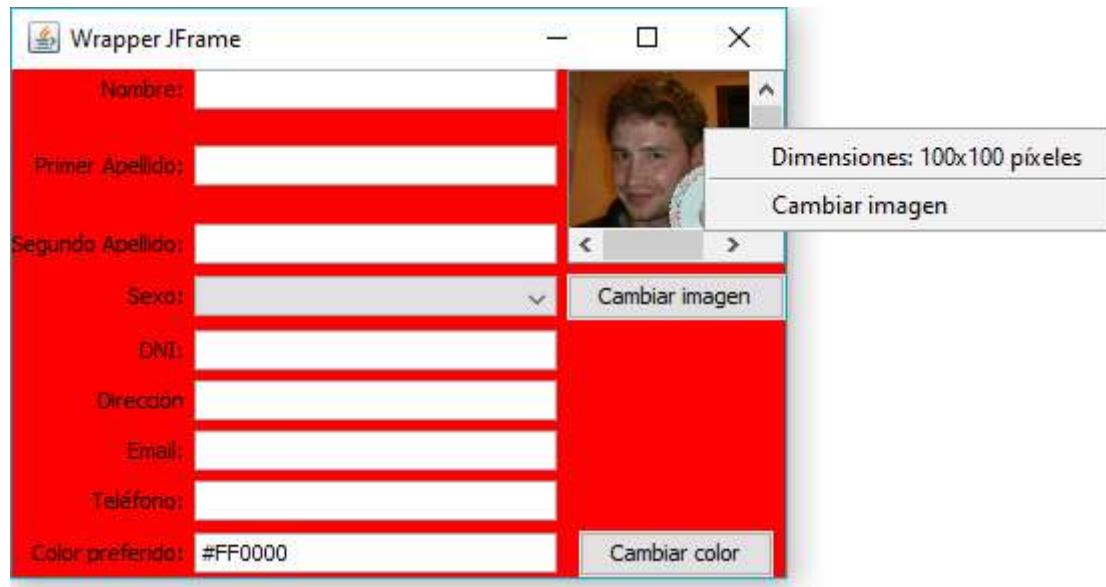 Wrapper JFrame
Nombre:
Dimensiones: 100x100 píxeles
Primer Apellido:
Cambiar imagen
Segundo Apellido:
Sexo:
Cambiar imagen
DNI:
Dirección
Email:
Teléfono:
Color preferido: #FF0000
Cambiar color